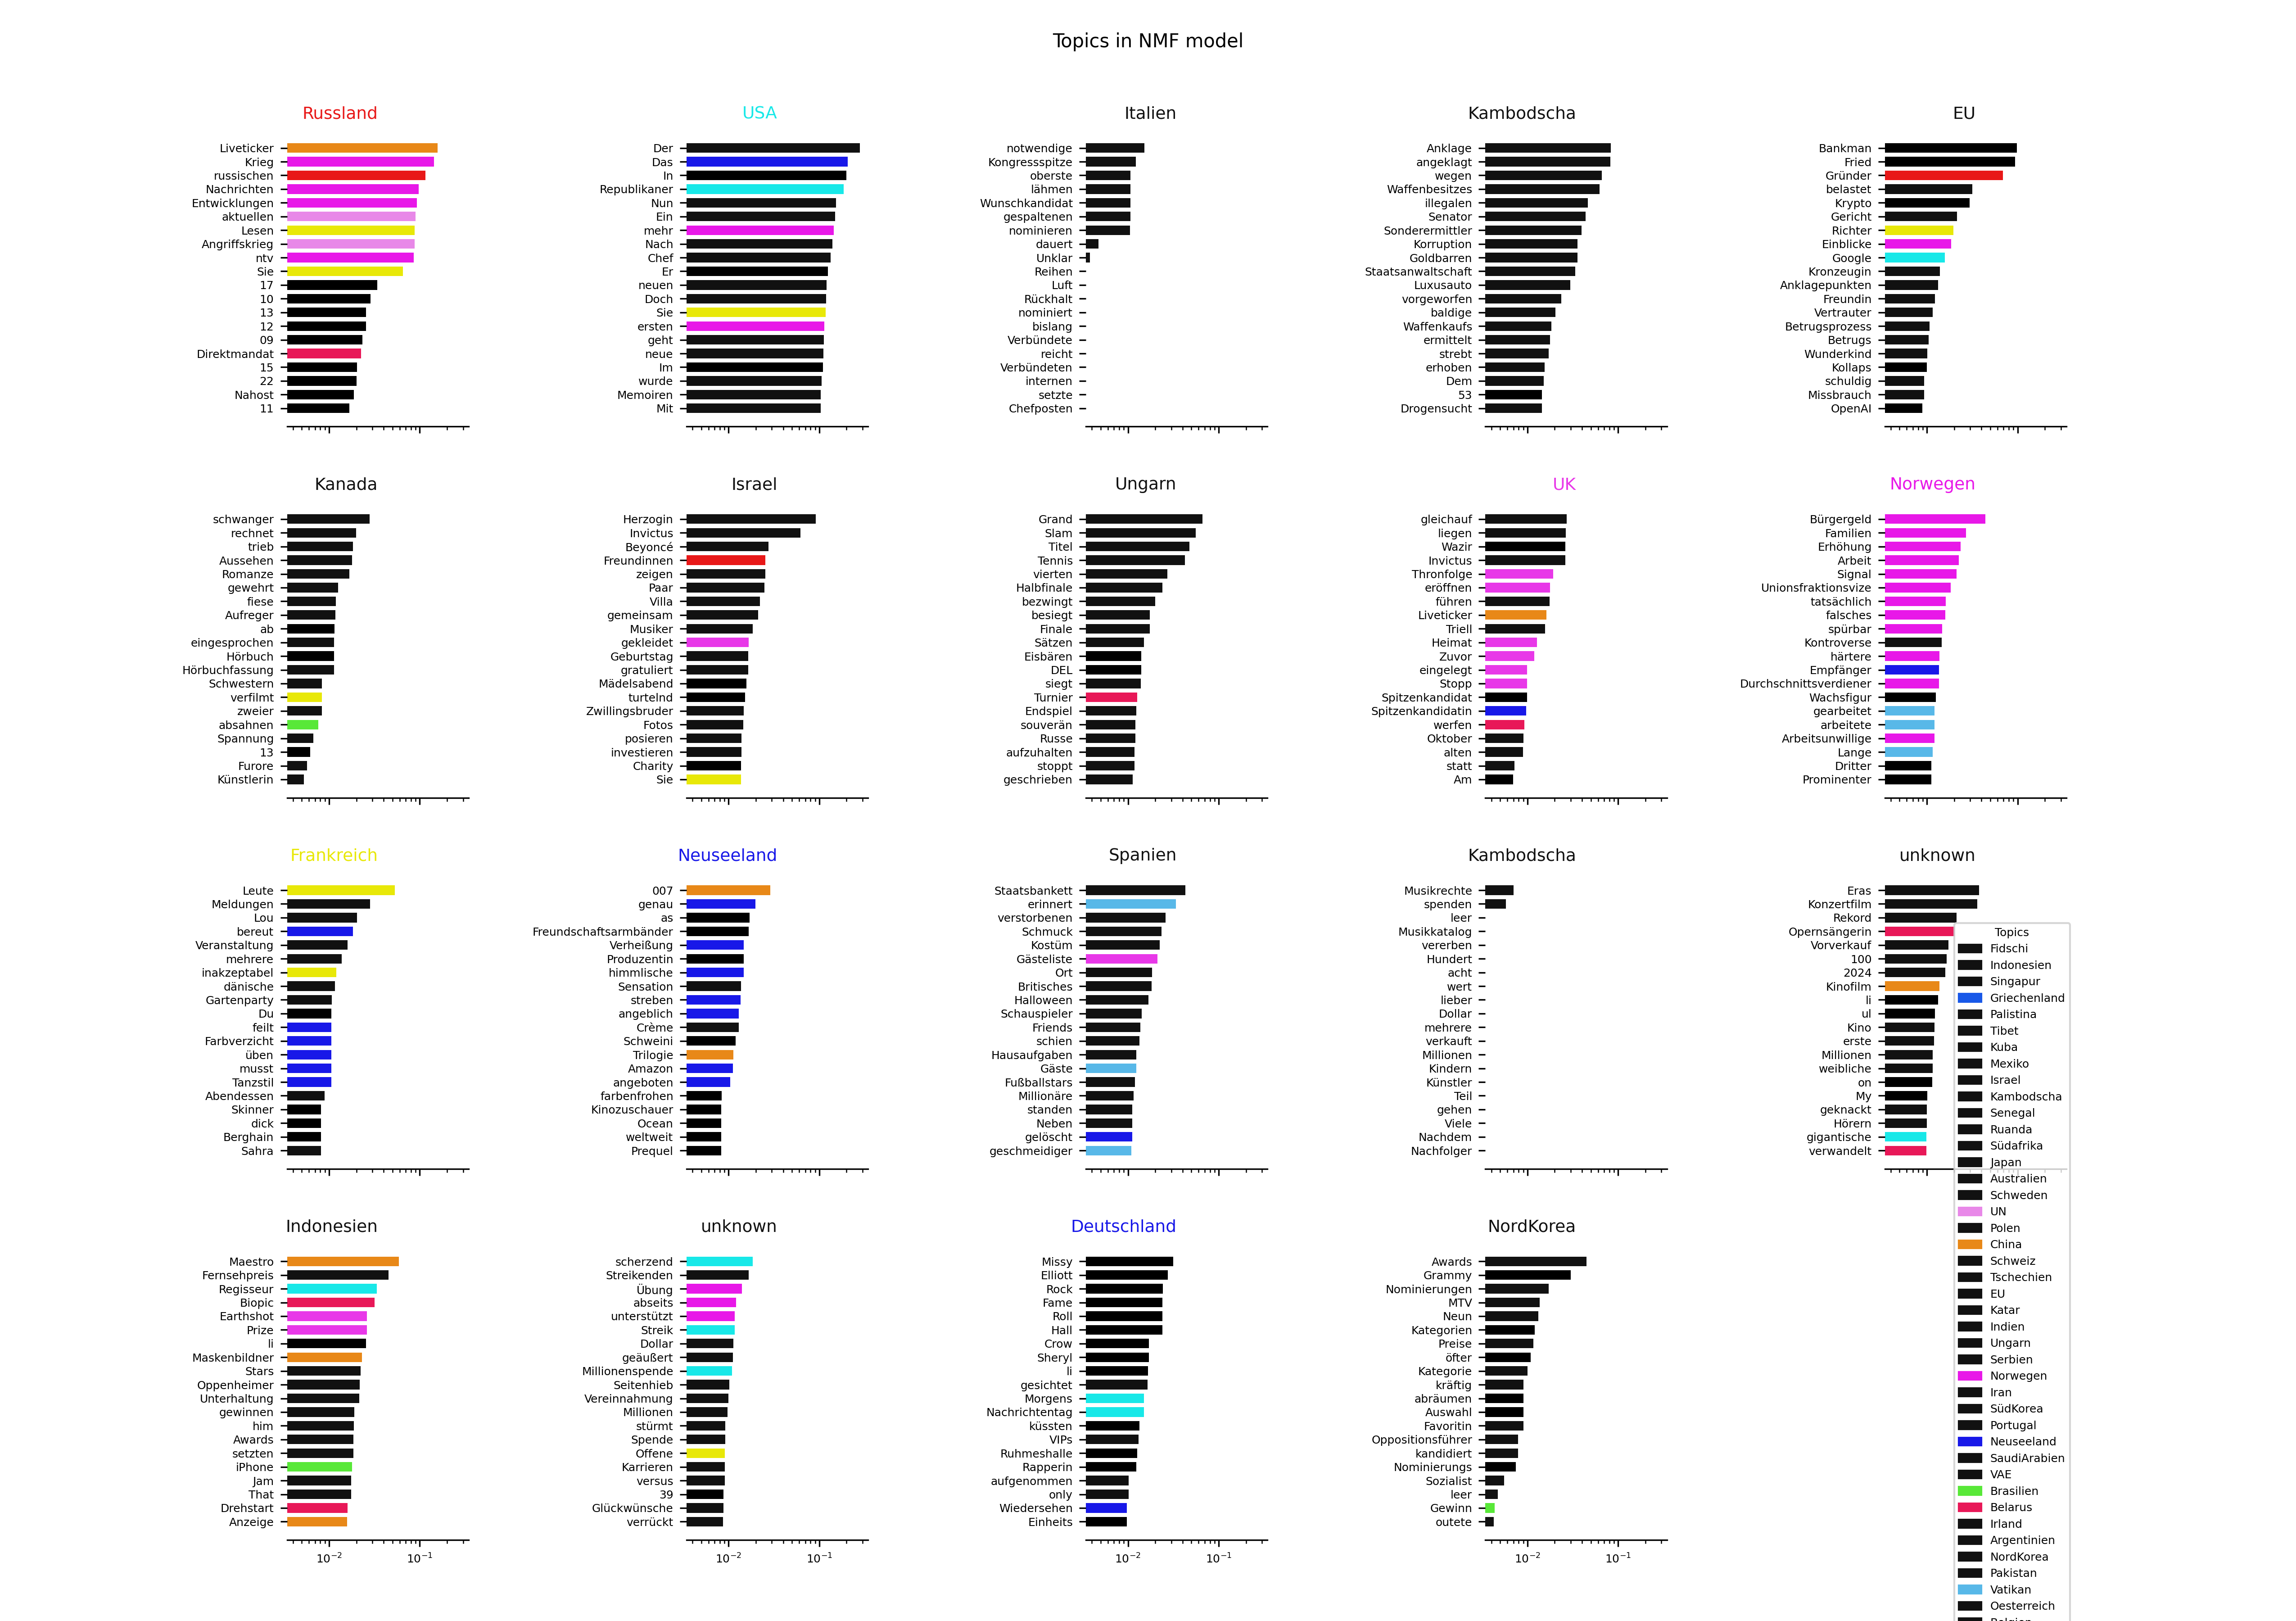 Topics in NMF model
Russland
Liveticker
Krieg
russischen
Nachrichten
Entwicklungen
aktuellen
Lesen
Angriffskrieg
ntv
Sie
17
10
13
12
09
Direktmandat
15
22
Nahost
11
USA
Der
Das
In
Republikaner
Nun
Ein
mehr
Nach
Chef
Er
neuen
Doch
Sie
ersten
geht
neue
Im
wurde
Memoiren
Mit
Italien
notwendige
Kongressspitze
oberste
lähmen
Wunschkandidat
gespaltenen
nominieren
dauert
Unklar
Reihen
Luft
Rückhalt
nominiert
bislang
Verbündete
reicht
Verbündeten
internen
setzte
Chefposten
Kambodscha
Anklage
angeklagt
wegen
Waffenbesitzes
illegalen
Senator
Sonderermittler
Korruption
Goldbarren
Staatsanwaltschaft
Luxusauto
vorgeworfen
baldige
Waffenkaufs
ermittelt
strebt
erhoben
Dem
53
Drogensucht
EU
Bankman
Fried
Gründer
belastet
Krypto
Gericht
Richter
Einblicke
Google
Kronzeugin
Anklagepunkten
Freundin
Vertrauter
Betrugsprozess
Betrugs
Wunderkind
Kollaps
schuldig
Missbrauch
OpenAI
Kanada
schwanger
rechnet
trieb
Aussehen
Romanze
gewehrt
fiese
Aufreger
ab
eingesprochen
Hörbuch
Hörbuchfassung
Schwestern
verfilmt
zweier
absahnen
Spannung
13
Furore
Künstlerin
Israel
Herzogin
Invictus
Beyoncé
Freundinnen
zeigen
Paar
Villa
gemeinsam
Musiker
gekleidet
Geburtstag
gratuliert
Mädelsabend
turtelnd
Zwillingsbruder
Fotos
posieren
investieren
Charity
Sie
Ungarn
Grand
Slam
Titel
Tennis
vierten
Halbfinale
bezwingt
besiegt
Finale
Sätzen
Eisbären
DEL
siegt
Turnier
Endspiel
souverän
Russe
aufzuhalten
stoppt
geschrieben
UK
gleichauf
liegen
Wazir
Invictus
Thronfolge
eröffnen
führen
Liveticker
Triell
Heimat
Zuvor
eingelegt
Stopp
Spitzenkandidat
Spitzenkandidatin
werfen
Oktober
alten
statt
Am
Norwegen
Bürgergeld
Familien
Erhöhung
Arbeit
Signal
Unionsfraktionsvize
tatsächlich
falsches
spürbar
Kontroverse
härtere
Empfänger
Durchschnittsverdiener
Wachsfigur
gearbeitet
arbeitete
Arbeitsunwillige
Lange
Dritter
Prominenter
Frankreich
Leute
Meldungen
Lou
bereut
Veranstaltung
mehrere
inakzeptabel
dänische
Gartenparty
Du
feilt
Farbverzicht
üben
musst
Tanzstil
Abendessen
Skinner
dick
Berghain
Sahra
Neuseeland
007
genau
as
Freundschaftsarmbänder
Verheißung
Produzentin
himmlische
Sensation
streben
angeblich
Crème
Schweini
Trilogie
Amazon
angeboten
farbenfrohen
Kinozuschauer
Ocean
weltweit
Prequel
Spanien
Staatsbankett
erinnert
verstorbenen
Schmuck
Kostüm
Gästeliste
Ort
Britisches
Halloween
Schauspieler
Friends
schien
Hausaufgaben
Gäste
Fußballstars
Millionäre
standen
Neben
gelöscht
geschmeidiger
Kambodscha
Musikrechte
spenden
leer
Musikkatalog
vererben
Hundert
acht
wert
lieber
Dollar
mehrere
verkauft
Millionen
Kindern
Künstler
Teil
gehen
Viele
Nachdem
Nachfolger
unknown
Eras
Konzertfilm
Rekord
Opernsängerin
Vorverkauf
100
2024
Kinofilm
li
ul
Kino
erste
Millionen
weibliche
on
My
geknackt
Hörern
gigantische
verwandelt
Indonesien
Maestro
Fernsehpreis
Regisseur
Biopic
Earthshot
Prize
li
Maskenbildner
Stars
Oppenheimer
Unterhaltung
gewinnen
him
Awards
setzten
iPhone
Jam
That
Drehstart
Anzeige
10⁻² 10⁻¹
unknown
scherzend
Streikenden
Übung
abseits
unterstützt
Streik
Dollar
geäußert
Millionenspende
Seitenhieb
Vereinnahmung
Millionen
stürmt
Spende
Offene
Karrieren
versus
39
Glückwünsche
verrückt
10⁻² 10⁻¹
Deutschland
Missy
Elliott
Rock
Fame
Roll
Hall
Crow
Sheryl
li
gesichtet
Morgens
Nachrichtentag
küssten
VIPs
Ruhmeshalle
Rapperin
aufgenommen
only
Wiedersehen
Einheits
10⁻² 10⁻¹
NordKorea
Awards
Grammy
Nominierungen
MTV
Neun
Kategorien
Preise
öfter
Kategorie
kräftig
abräumen
Auswahl
Favoritin
Oppositionsführer
kandidiert
Nominierungs
Sozialist
leer
Gewinn
outete
10⁻² 10⁻¹
Topics
Fidschi
Indonesien
Singapur
Griechenland
Palistina
Tibet
Kuba
Mexiko
Israel
Kambodscha
Senegal
Ruanda
Südafrika
Japan
Australien
Schweden
UN
Polen
China
Schweiz
Tschechien
EU
Katar
Indien
Ungarn
Serbien
Norwegen
Iran
SüdKorea
Portugal
Neuseeland
SaudiArabien
VAE
Brasilien
Belarus
Irland
Argentinien
NordKorea
Pakistan
Vatikan
Oesterreich